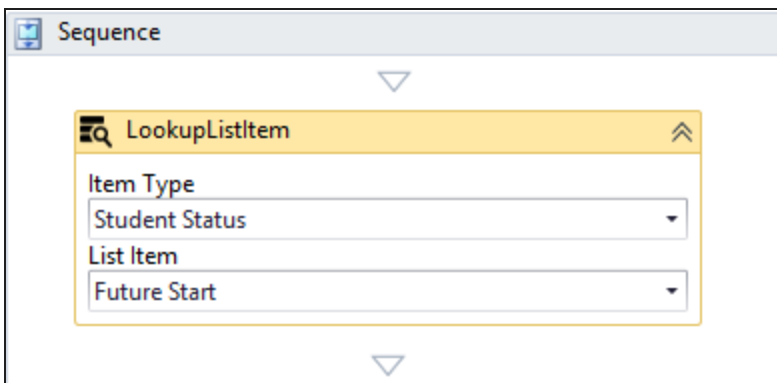 Sequence
LookupListItem
Item Type
Student Status
List Item
Future Start